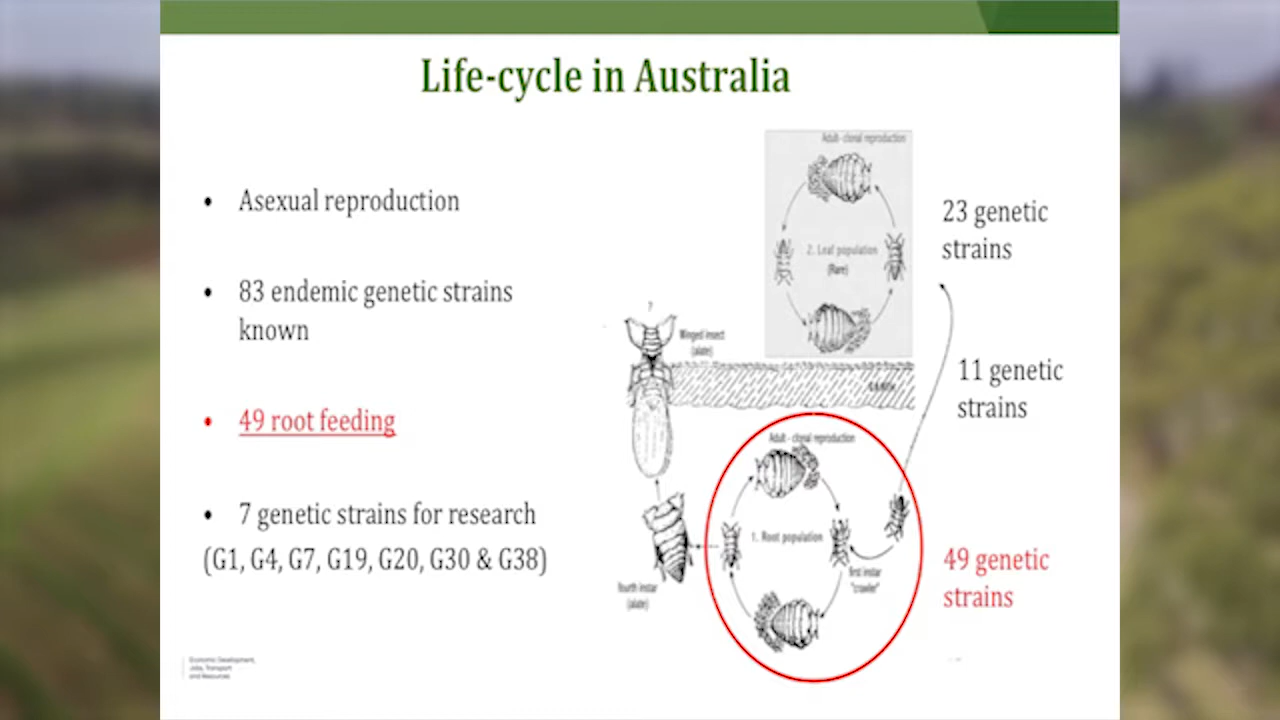 Life-cycle in Australia
• Asexual reproduction
• 83 endemic genetic strains
known
• 49 root feeding
• 7 genetic strains for research
(G1, G4, G7, G19, G20, G30 & G38)
Adult- clonal reproduction
2. Leaf population
(Rare)
23 genetic
strains
?
Winged insect
(alate)
11 genetic
strains
Adult - clonal reproduction
1. Root population
first instar
"crawler"
fourth instar
(alate)
49 genetic
strains
Economic Development,
Jobs, Transport
and Resources